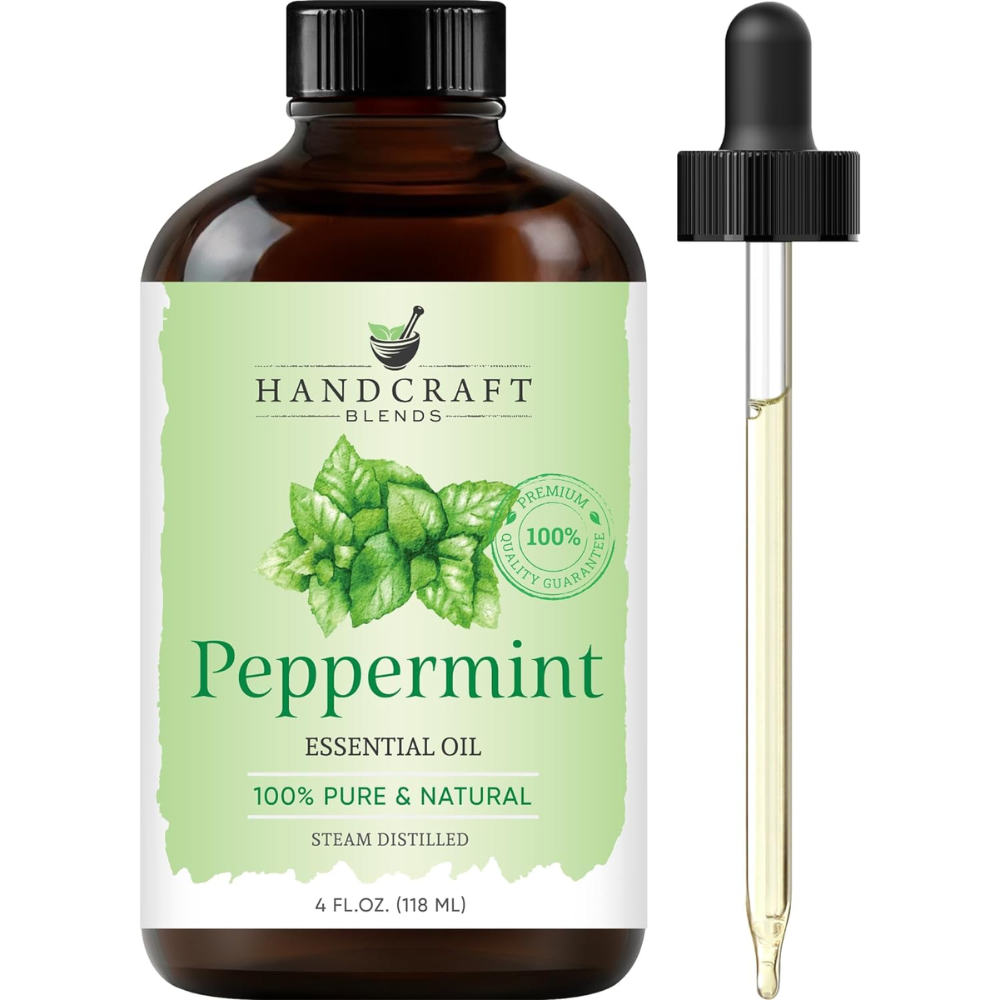 HANDCRAFT
BLENDS
PREMIUM
100%
QUALITY GUARANTEE
Peppermint
ESSENTIAL OIL
100% PURE & NATURAL
STEAM DISTILLED
4 FL.OZ. (118 ML)